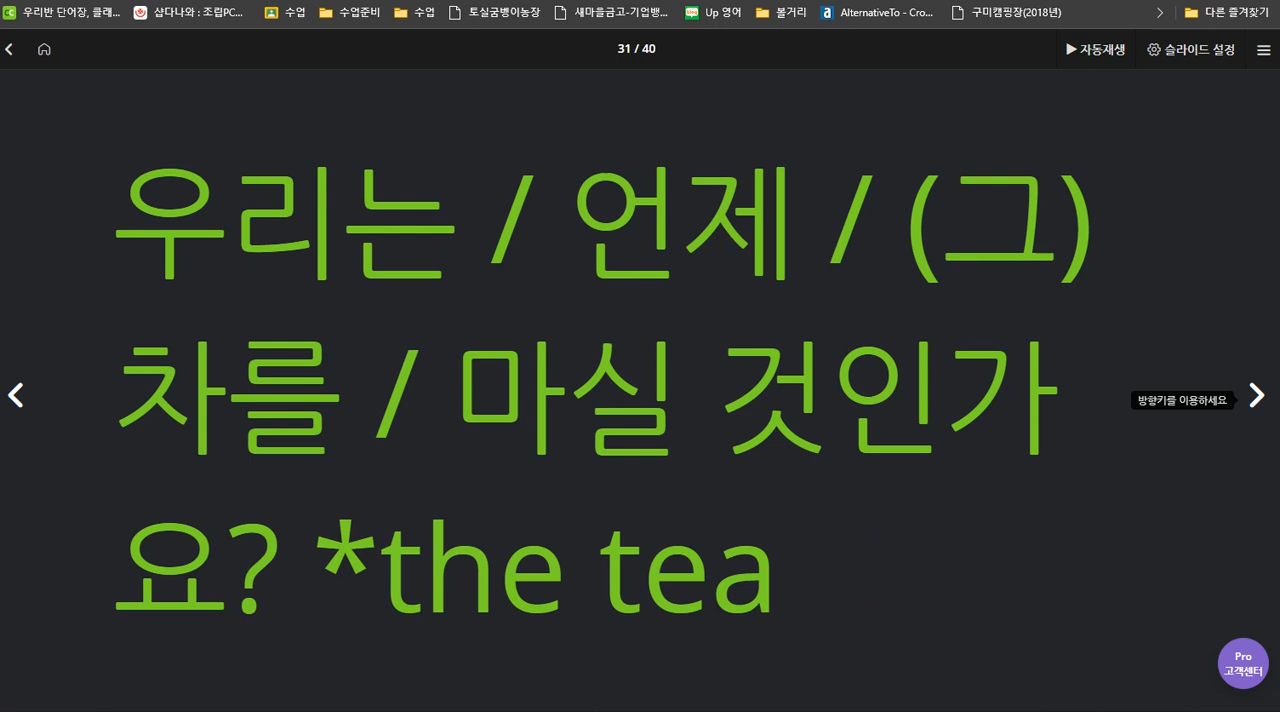 우리반 단어장, 클래... 샵다나와 : 조립PC... 수업 수업준비 수업 토실굼벵이농장 새마을금고-기업뱅... Up 영어 볼거리 AlternativeTo - Cro... 구미캠핑장(2018년) 다른 즐겨찾기
31 / 40 자동재생 슬라이드 설정
우리는 / 언제 / (그)
차를 / 마실 것인가
요? *the tea
방향키를 이용하세요
Pro
고객센터